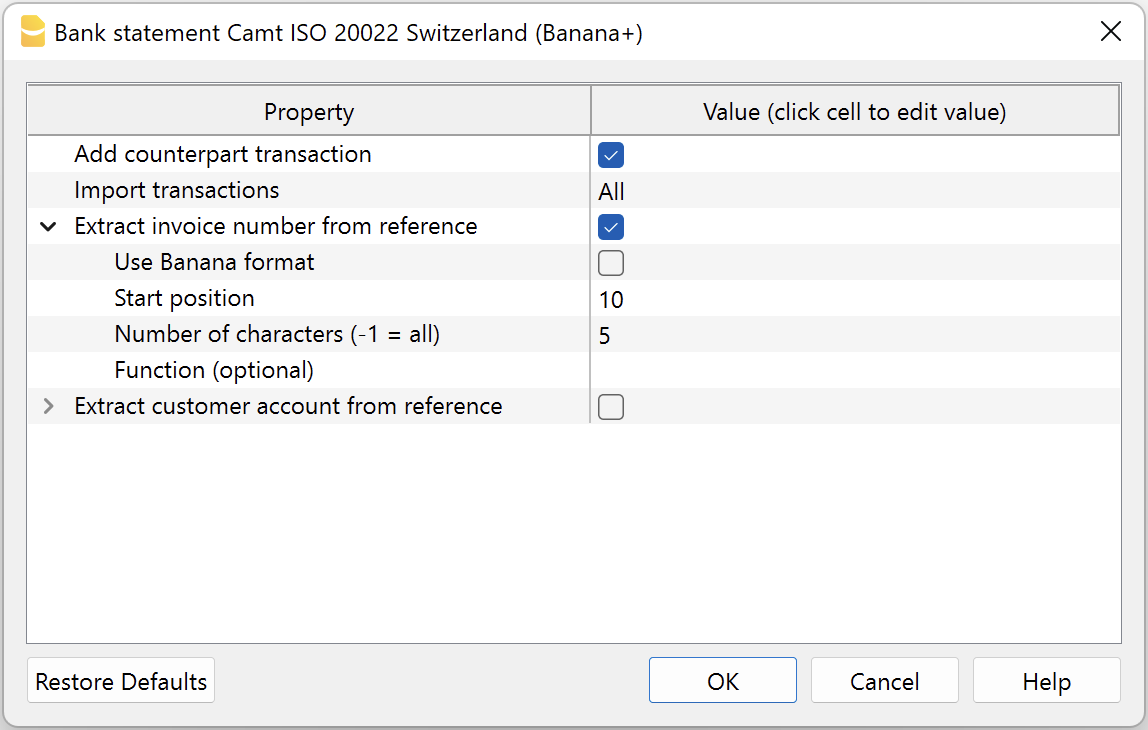 Bank statement Camt ISO 20022 Switzerland (Banana+)
Property Value (click cell to edit value)
Add counterpart transaction
Import transactions All
Extract invoice number from reference
Use Banana format
Start position 10
Number of characters (-1 = all) 5
Function (optional)
Extract customer account from reference
Restore Defaults OK Cancel Help